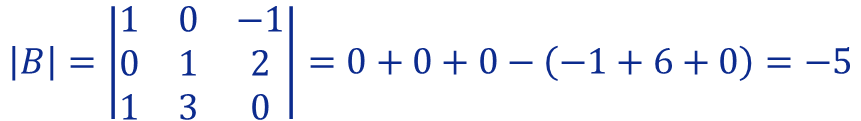 |B| = |1 0 −1|
|0 1 2| = 0 + 0 + 0 − (−1 + 6 + 0) = −5
|1 3 0|